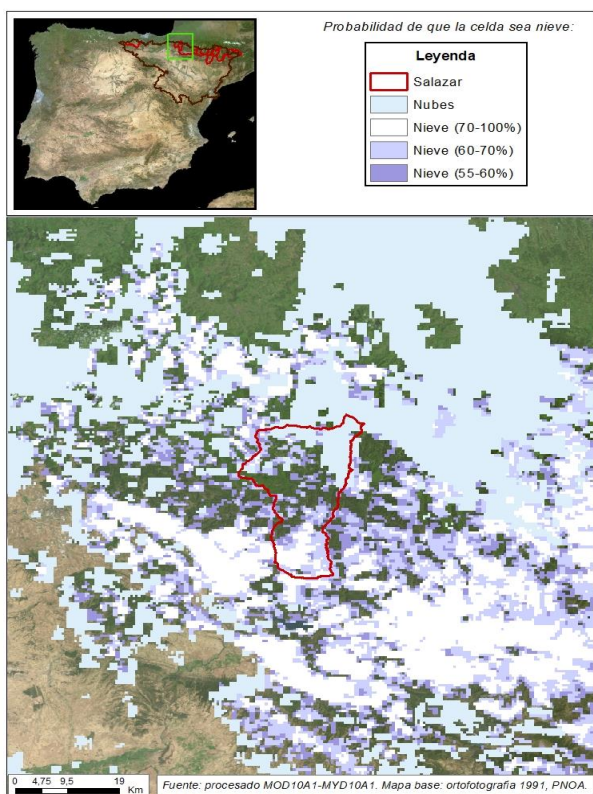 Probabilidad de que la celda sea nieve:
Leyenda
Salazar
Nubes
Nieve (70-100%)
Nieve (60-70%)
Nieve (55-60%)
0 4,75 9,5 19
Km
Fuente: procesado MOD10A1-MYD10A1. Mapa base: ortofotografia 1991, PNOA.